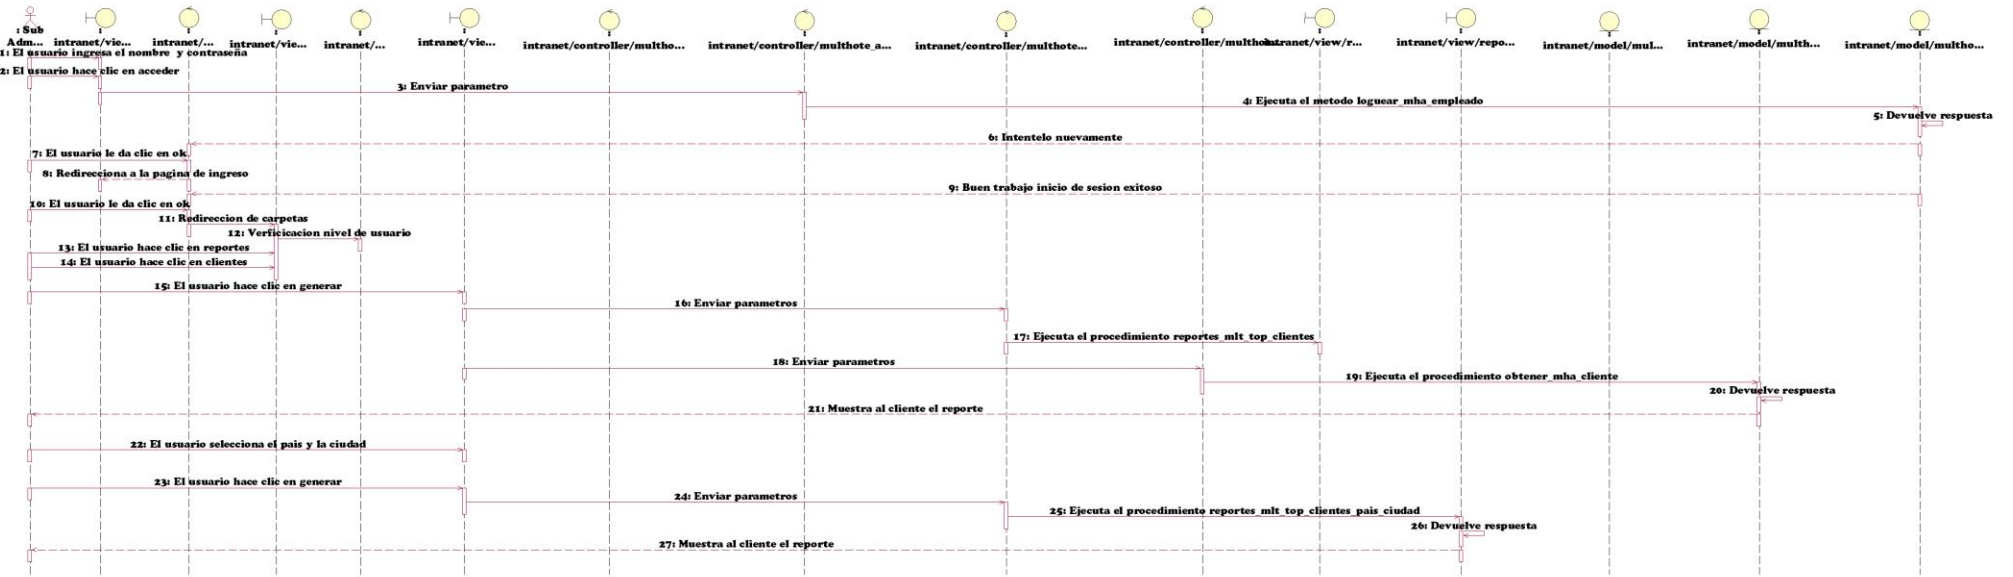 : Sub
Adm...
intranet/vie...
intranet/...
intranet/vie...
intranet/...
intranet/vie...
intranet/controller/multho...
intranet/controller/multhote_a...
intranet/controller/multhote...
intranet/controller/multhote...
intranet/view/r...
intranet/view/repo...
intranet/model/mul...
intranet/model/multh...
intranet/model/multho...
1: El usuario ingresa el nombre y contraseña
2: El usuario hace clic en acceder
3: Enviar parametro
4: Ejecuta el metodo loguear_mha_empleado
5: Devuelve respuesta
6: Intentelo nuevamente
7: El usuario le da clic en ok
8: Redirecciona a la pagina de ingreso
9: Buen trabajo inicio de sesion exitoso
10: El usuario le da clic en ok
11: Redireccion de carpetas
12: Verficicacion nivel de usuario
13: El usuario hace clic en reportes
14: El usuario hace clic en clientes
15: El usuario hace clic en generar
16: Enviar parametros
17: Ejecuta el procedimiento reportes_mlt_top_clientes
18: Enviar parametros
19: Ejecuta el procedimiento obtener_mha_cliente
20: Devuelve respuesta
21: Muestra al cliente el reporte
22: El usuario selecciona el pais y la ciudad
23: El usuario hace clic en generar
24: Enviar parametros
25: Ejecuta el procedimiento reportes_mlt_top_clientes_pais_ciudad
26: Devuelve respuesta
27: Muestra al cliente el reporte